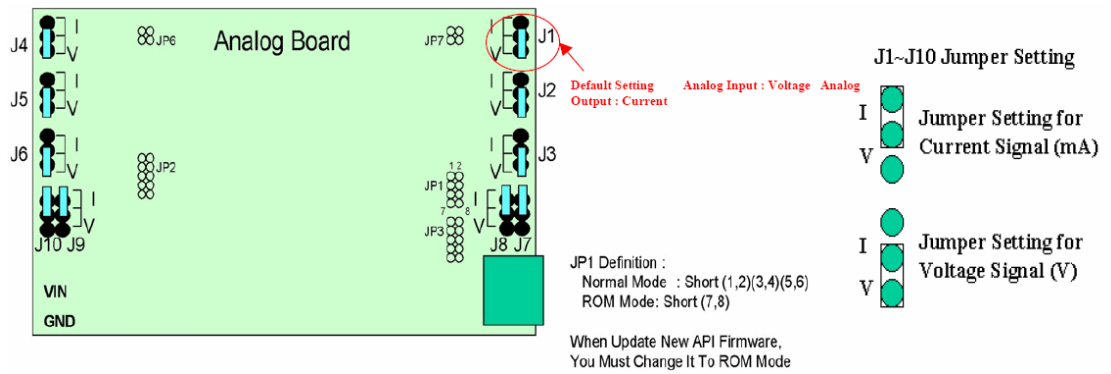 J4
I
V
JP6
Analog Board
JP7
I
V
J1
J5
I
V
I
V
J2
J6
I
V
I
V
J3
JP2
1 2
JP1
7 8
JP3
I
V
J10 J9
I
V
J8 J7
VIN
GND
Default Setting Analog Input : Voltage Analog
Output : Current
JP1 Definition :
Normal Mode : Short (1,2)(3,4)(5,6)
ROM Mode: Short (7,8)
When Update New API Firmware,
You Must Change It To ROM Mode
J1~J10 Jumper Setting
I
V
Jumper Setting for
Current Signal (mA)
I
V
Jumper Setting for
Voltage Signal (V)